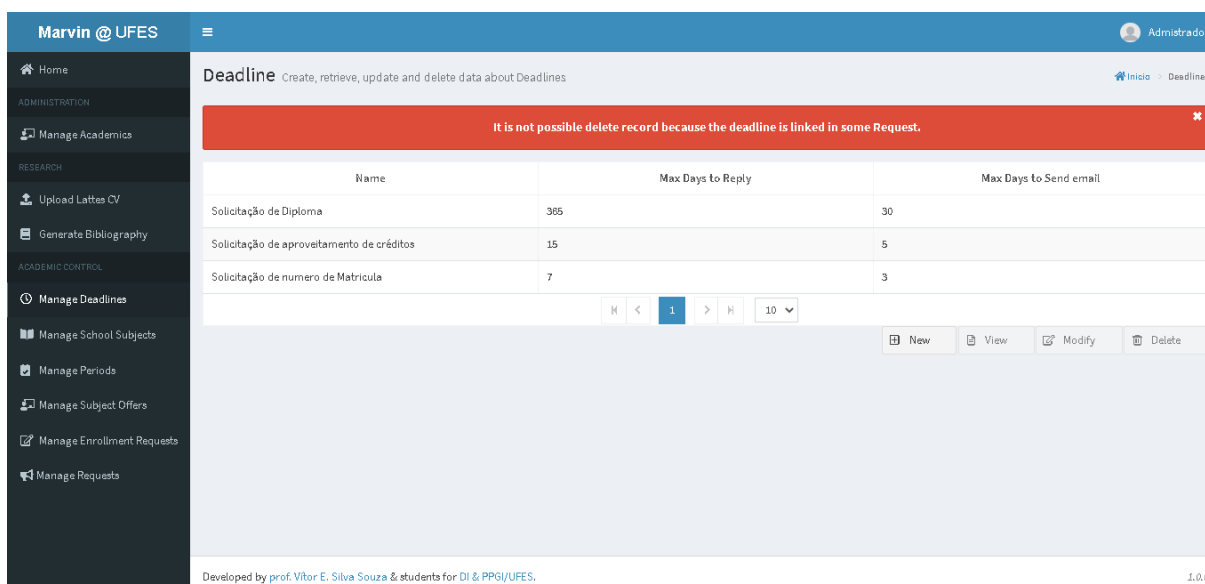 Marvin @ UFES
Admistrado
Home
ADMINISTRATION
Manage Academics
RESEARCH
Upload Lattes CV
Generate Bibliography
ACADEMIC CONTROL
Manage Deadlines
Manage School Subjects
Manage Periods
Manage Subject Offers
Manage Enrollment Requests
Manage Requests
Deadline Create, retrieve, update and delete data about Deadlines
Inicio > Deadline
It is not possible delete record because the deadline is linked in some Request.
Name Max Days to Reply Max Days to Send email
Solicitação de Diploma 365 30
Solicitação de aproveitamento de créditos 15 5
Solicitação de numero de Matricula 7 3
1 10
New View Modify Delete
Developed by prof. Vítor E. Silva Souza & students for DI & PPGI/UFES.
1.0.